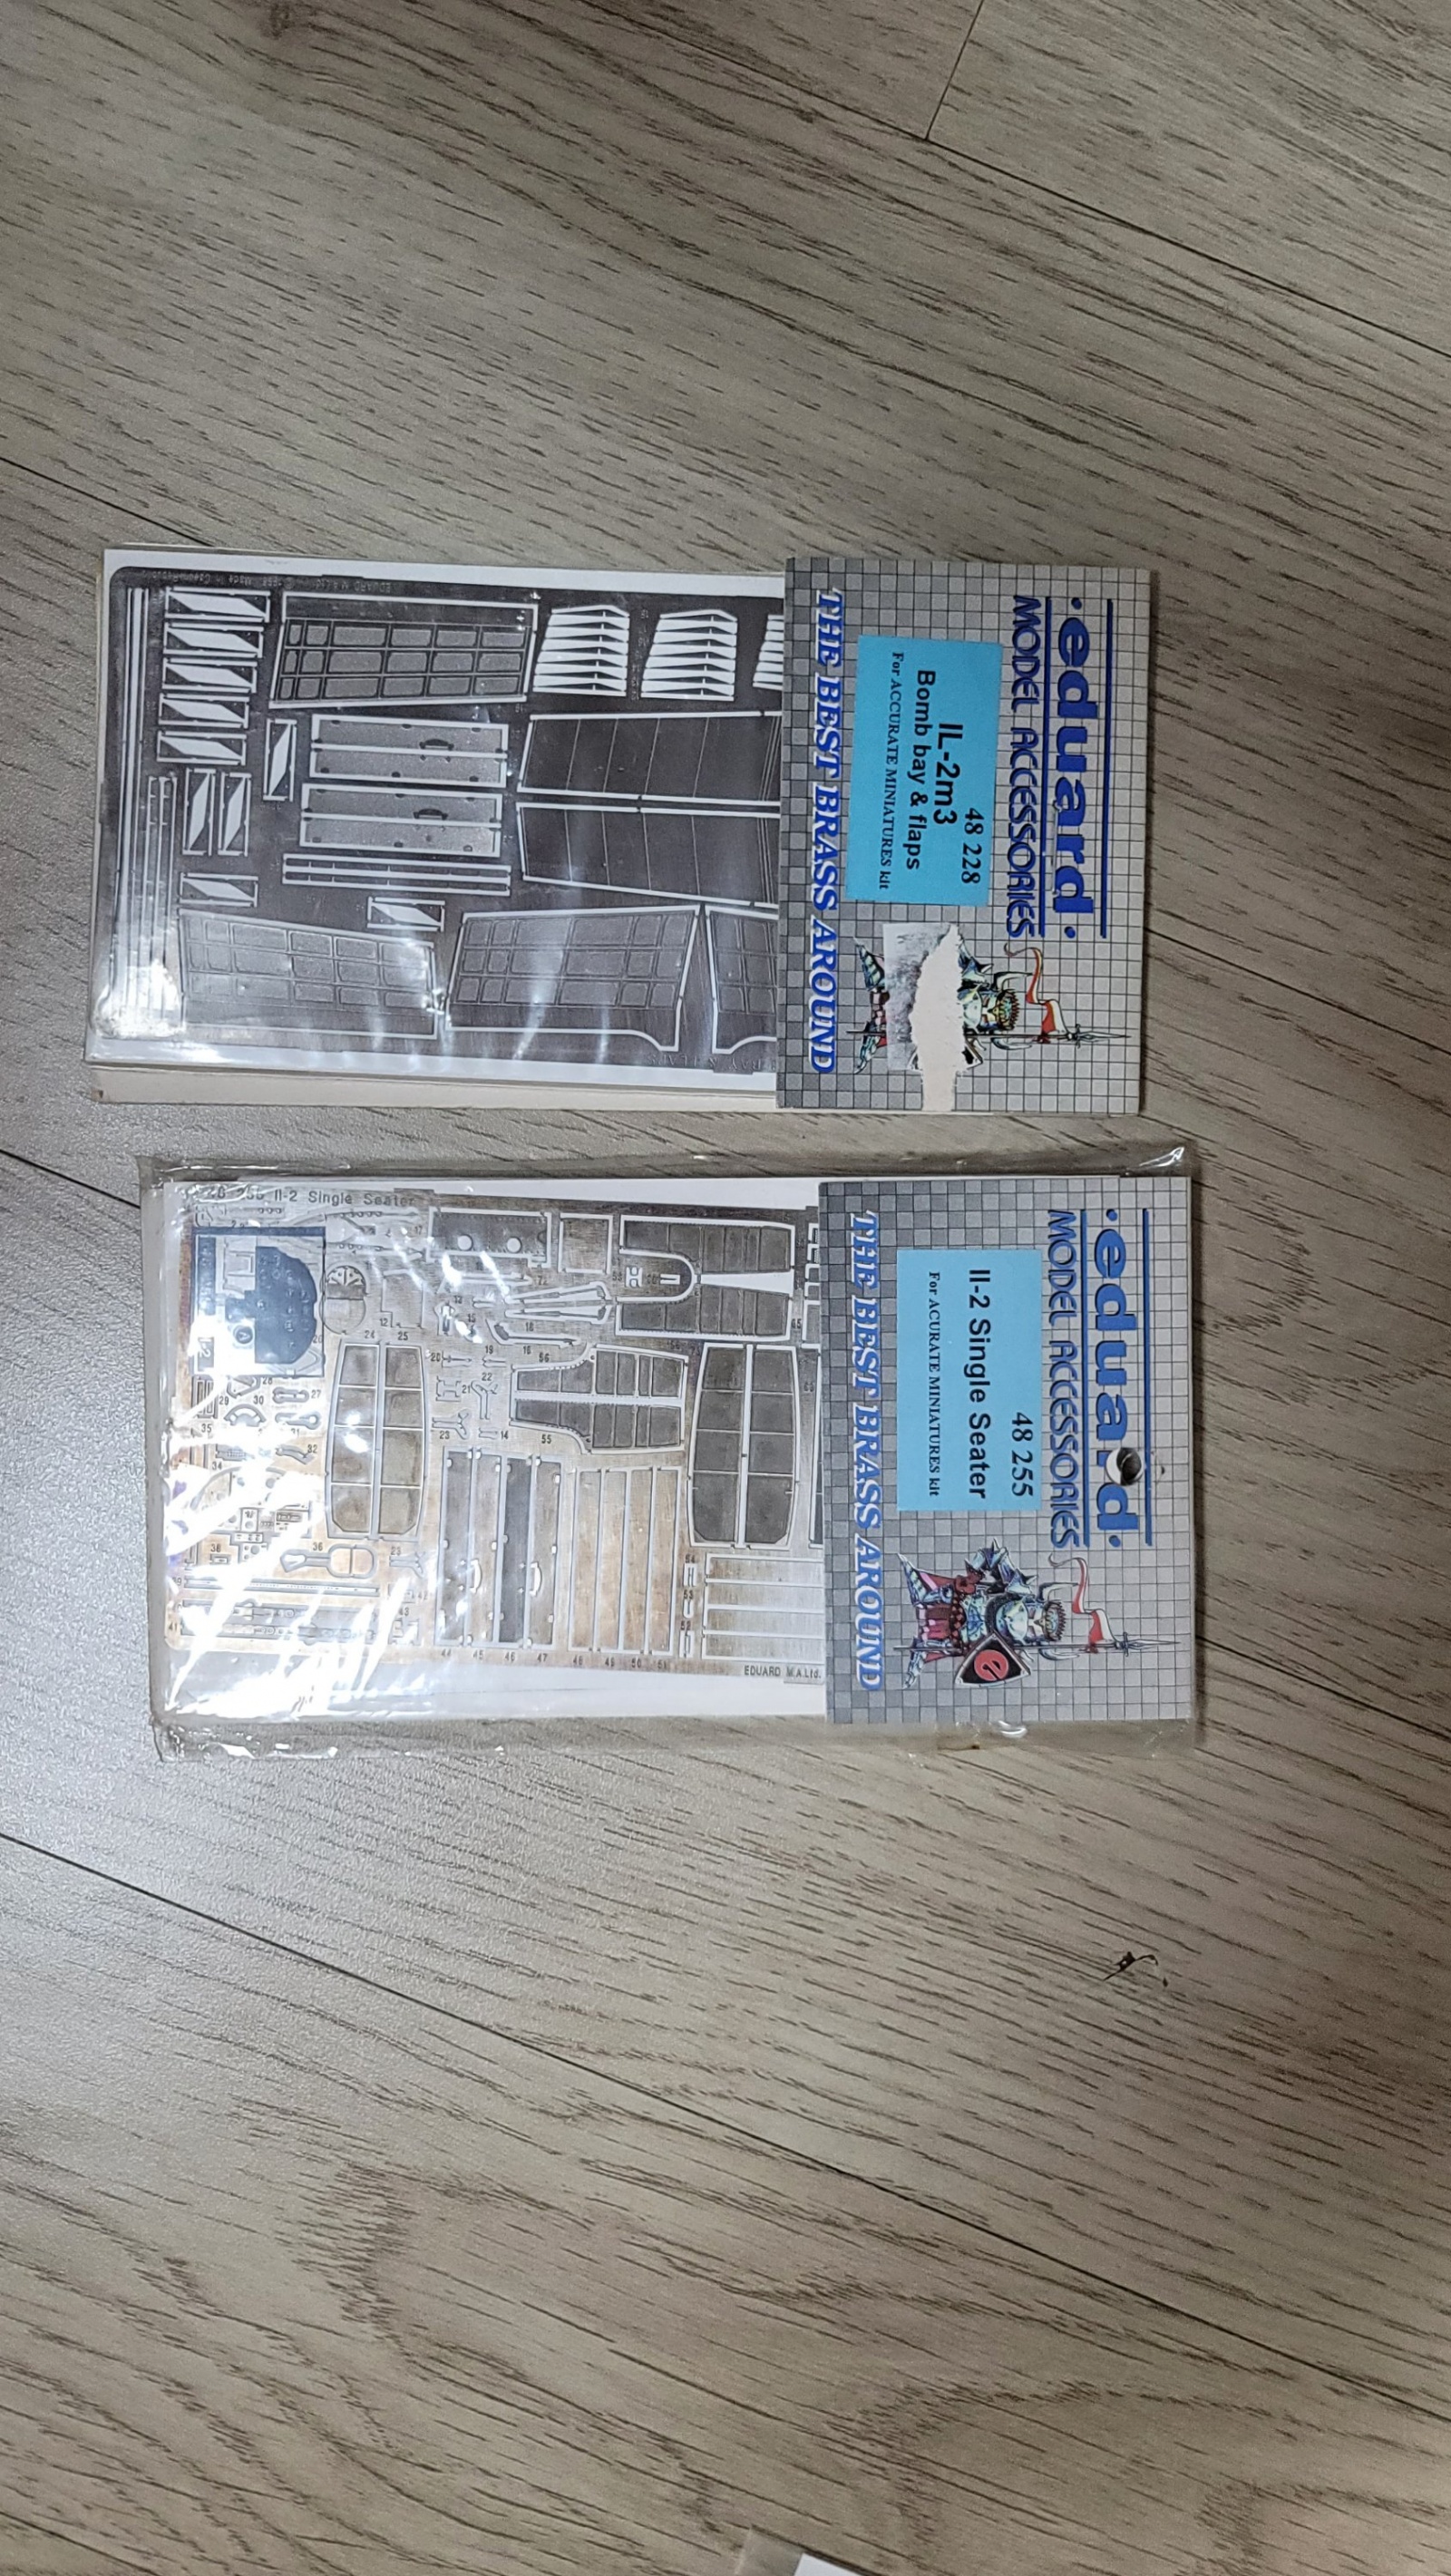 ·eduard·
MODEL ACCESSORIES
48 228
IL-2m3
Bomb bay & flaps
For ACCURATE MINIATURES kit
THE BEST BRASS AROUND
·eduard·
MODEL ACCESSORIES
48 255
Il-2 Single Seater
For ACURATE MINIATURES kit
THE BEST BRASS AROUND
Il-2 Single Seater
EDUARD M.A.Ltd.